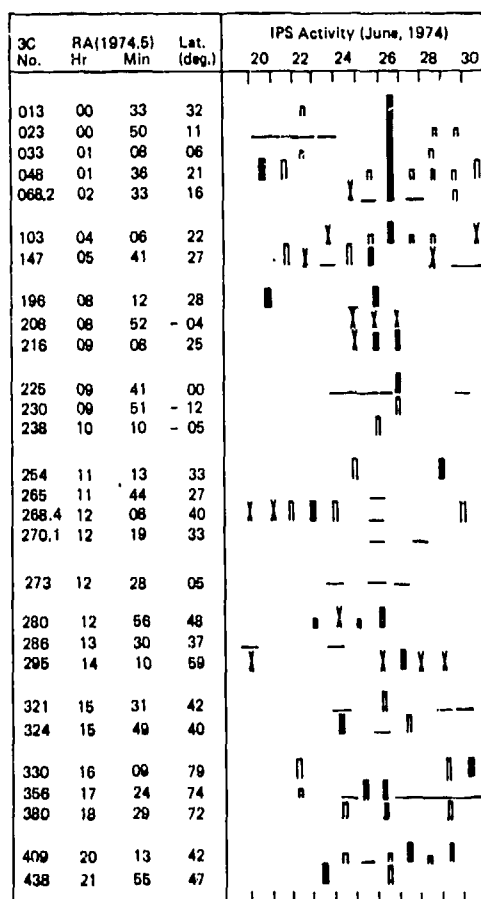 3C RA(1974.5) Lat. IPS Activity (June, 1974)
No. Hr Min (deg.) 20 22 24 26 28 30
013 00 33 32
023 00 50 11
033 01 08 06
048 01 36 21
068.2 02 33 16
103 04 06 22
147 05 41 27
196 08 12 28
208 08 52 - 04
216 09 08 25
225 09 41 00
230 09 51 - 12
238 10 10 - 05
254 11 13 33
265 11 44 27
268.4 12 08 40
270.1 12 19 33
273 12 28 05
280 12 56 48
286 13 30 37
295 14 10 59
321 15 31 42
324 15 49 40
330 16 09 79
356 17 24 74
380 18 29 72
409 20 13 42
438 21 55 47